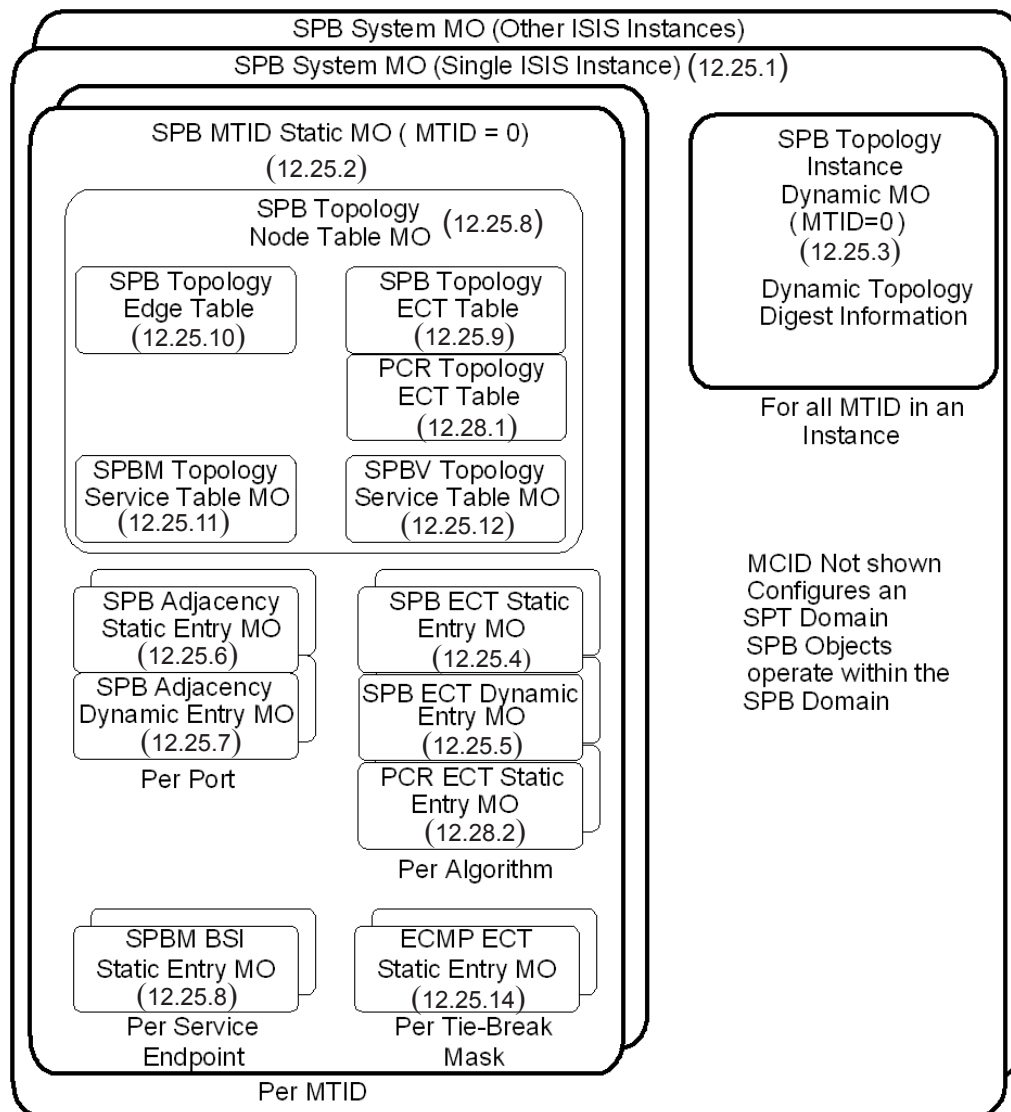 SPB System MO (Other ISIS Instances)
SPB System MO (Single ISIS Instance) (12.25.1)
SPB MTID Static MO ( MTID = 0)
(12.25.2)
SPB Topology
Node Table MO (12.25.8)
SPB Topology
Edge Table
(12.25.10)
SPB Topology
ECT Table
(12.25.9)
PCR Topology
ECT Table
(12.28.1)
SPBM Topology
Service Table MO
(12.25.11)
SPBV Topology
Service Table MO
(12.25.12)
SPB Adjacency
Static Entry MO
(12.25.6)
SPB Adjacency
Dynamic Entry MO
(12.25.7)
Per Port
SPB ECT Static
Entry MO
(12.25.4)
SPB ECT Dynamic
Entry MO
(12.25.5)
PCR ECT Static
Entry MO
(12.28.2)
Per Algorithm
SPBM BSI
Static Entry MO
(12.25.8)
Per Service
Endpoint
ECMP ECT
Static Entry MO
(12.25.14)
Per Tie-Break
Mask
Per MTID
SPB Topology
Instance
Dynamic MO
(MTID=0)
(12.25.3)
Dynamic Topology
Digest Information
For all MTID in an
Instance
MCID Not shown
Configures an
SPT Domain
SPB Objects
operate within the
SPB Domain